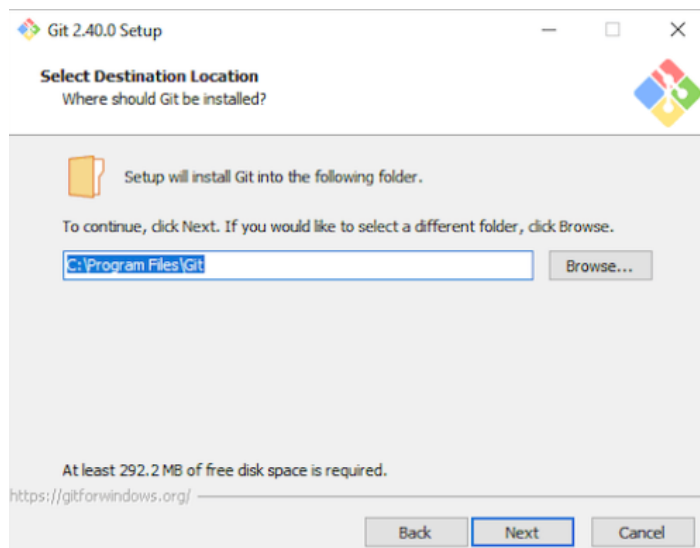 Git 2.40.0 Setup
Select Destination Location
Where should Git be installed?
Setup will install Git into the following folder.
To continue, click Next. If you would like to select a different folder, click Browse.
C:\Program Files\Git
Browse...
At least 292.2 MB of free disk space is required.
https://gitforwindows.org/
Back
Next
Cancel